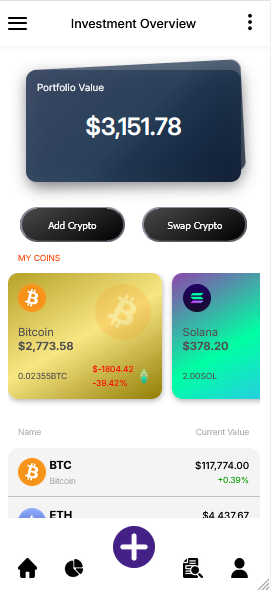 Investment Overview
Portfolio Value
$3,151.78
Add Crypto
Swap Crypto
MY COINS
Bitcoin
$2,773.58
0.02355BTC
$-1804.42
-39.42%
Solana
$378.20
2.00SOL
Name
Current Value
BTC
$117,774.00
Bitcoin
+0.39%
ETH
$4,437.67